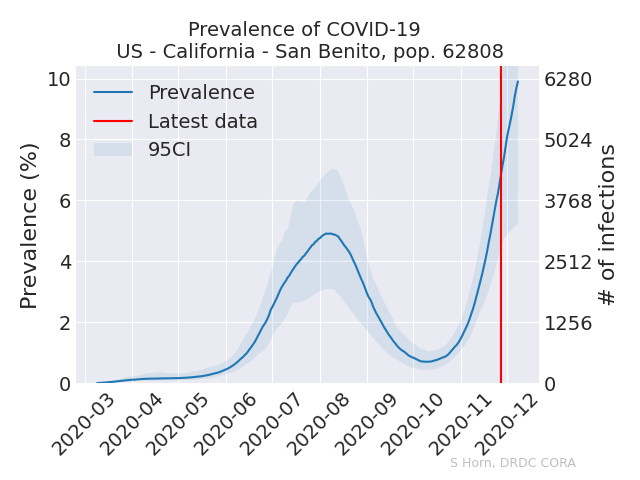 Prevalence of COVID-19
US - California - San Benito, pop. 62808
Prevalence
Latest data
95CI
Prevalence (%)
10
8
6
4
2
0
6280
5024
3768
2512
1256
0
# of infections
2020-03
2020-04
2020-05
2020-06
2020-07
2020-08
2020-09
2020-10
2020-11
2020-12
S Horn, DRDC CORA